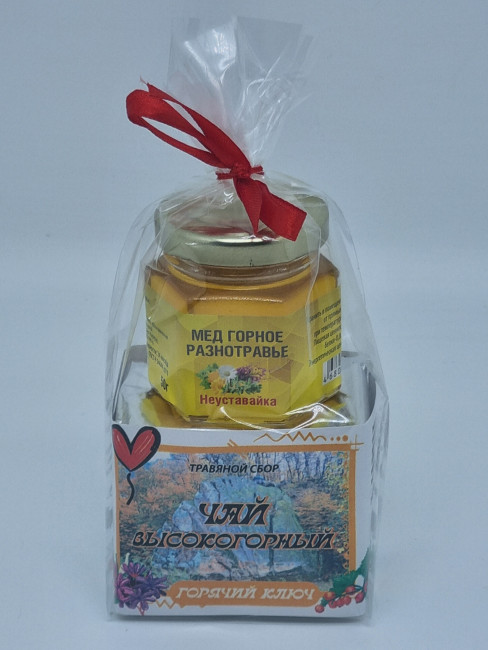 МЕД ГОРНОЕ
РАЗНОТРАВЬЕ
Неуставайка
ТРАВЯНОЙ СБОР
ЧАЙ
ВЫСОКОГОРНЫЙ
ГОРЯЧИЙ КЛЮЧ